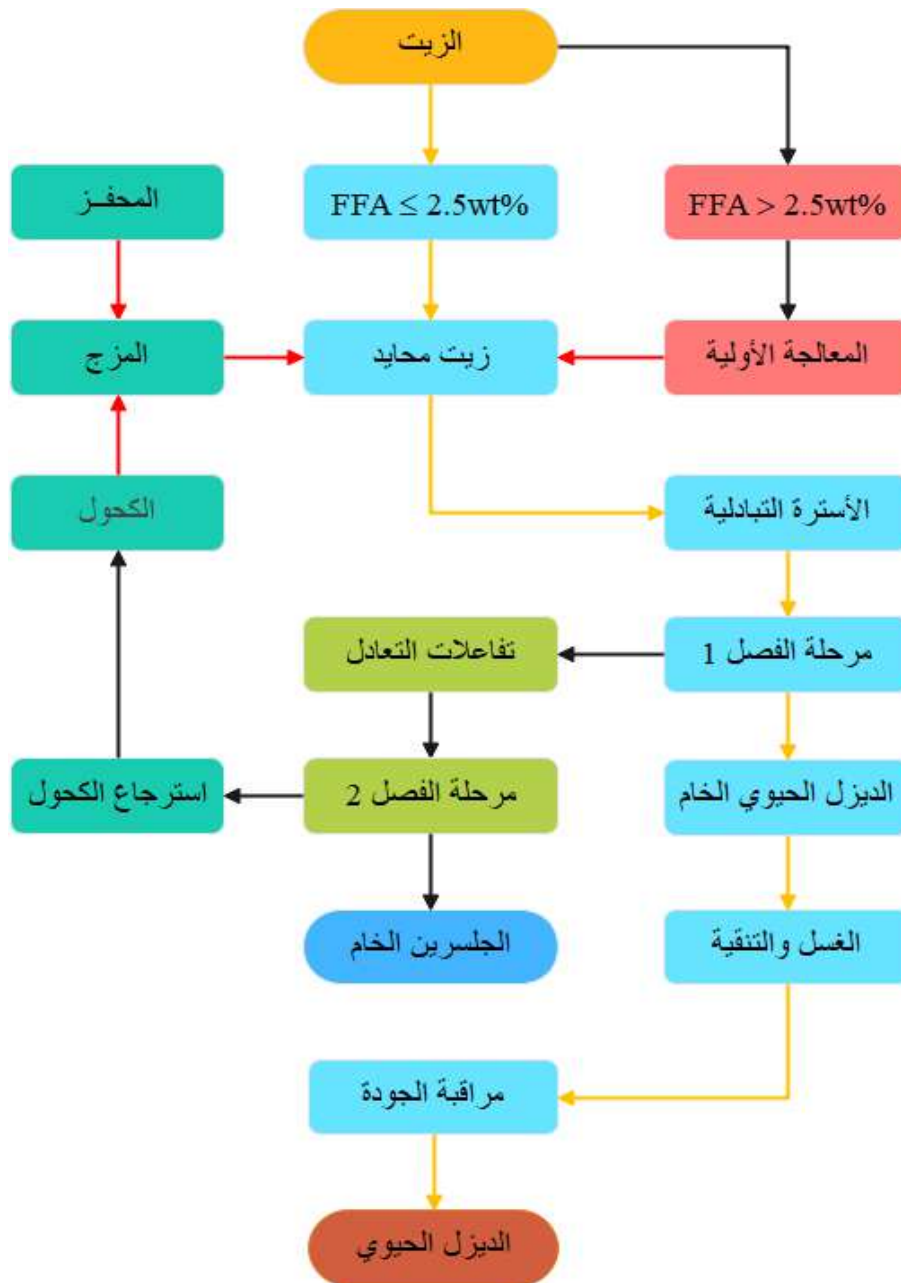 الزيت
المحفــز
FFA ≤ 2.5wt%
FFA > 2.5wt%
المزج
زيت محايد
المعالجة الأولية
الكحول
الأسترة التبادلية
تفاعلات التعادل
مرحلة الفصل 1
استرجاع الكحول
مرحلة الفصل 2
الديزل الحيوي الخام
الجلسرين الخام
الغسل والتنقية
مراقبة الجودة
الديزل الحيوي